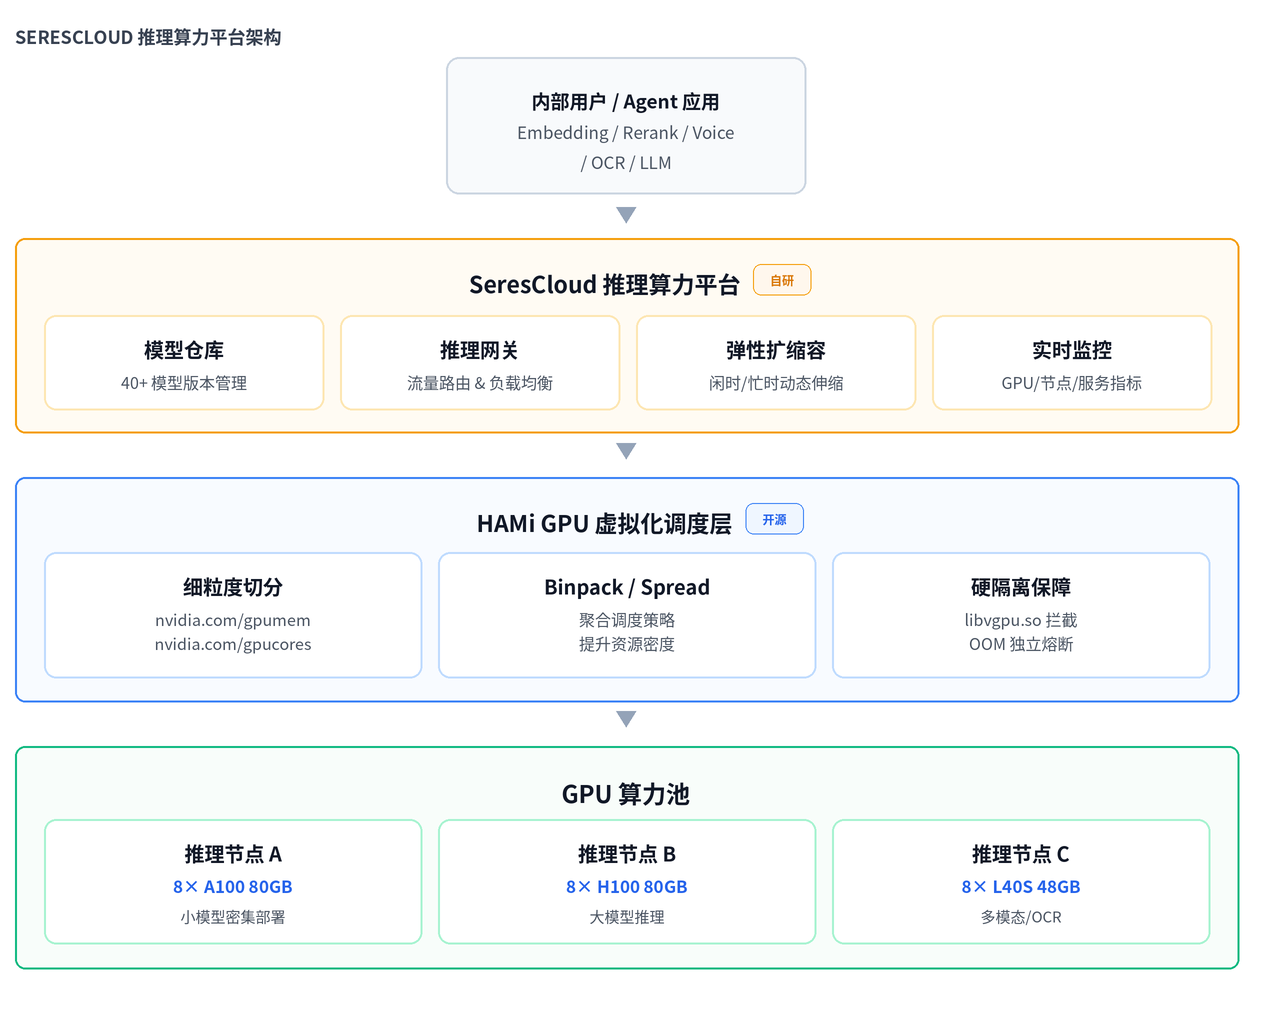 SERESCLOUD 推理算力平台架构
内部用户 / Agent 应用
Embedding / Rerank / Voice
/ OCR / LLM
SeresCloud 推理算力平台
自研
模型仓库
40+ 模型版本管理
推理网关
流量路由 & 负载均衡
弹性扩缩容
闲时/忙时动态伸缩
实时监控
GPU/节点/服务指标
HAMi GPU 虚拟化调度层
开源
细粒度切分
nvidia.com/gpumem
nvidia.com/gpucores
Binpack / Spread
聚合调度策略
提升资源密度
硬隔离保障
libvgpu.so 拦截
OOM 独立熔断
GPU 算力池
推理节点 A
8× A100 80GB
小模型密集部署
推理节点 B
8× H100 80GB
大模型推理
推理节点 C
8× L40S 48GB
多模态/OCR